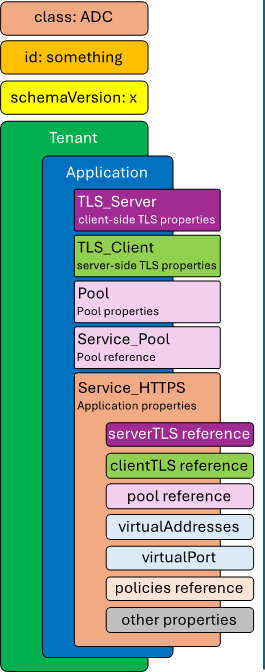 class: ADC
id: something
schemaVersion: x
Tenant
Application
TLS_Server
client-side TLS properties
TLS_Client
server-side TLS properties
Pool
Pool properties
Service_Pool
Pool reference
Service_HTTPS
Application properties
serverTLS reference
clientTLS reference
pool reference
virtualAddresses
virtualPort
policies reference
other properties